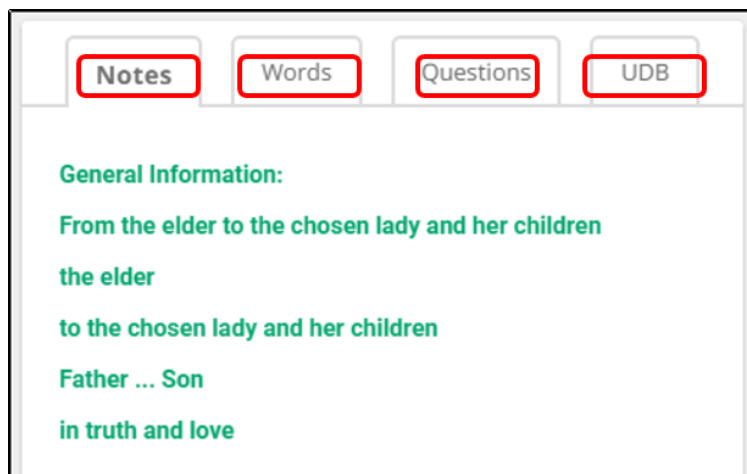 Notes Words Questions UDB
General Information:
From the elder to the chosen lady and her children
the elder
to the chosen lady and her children
Father ... Son
in truth and love